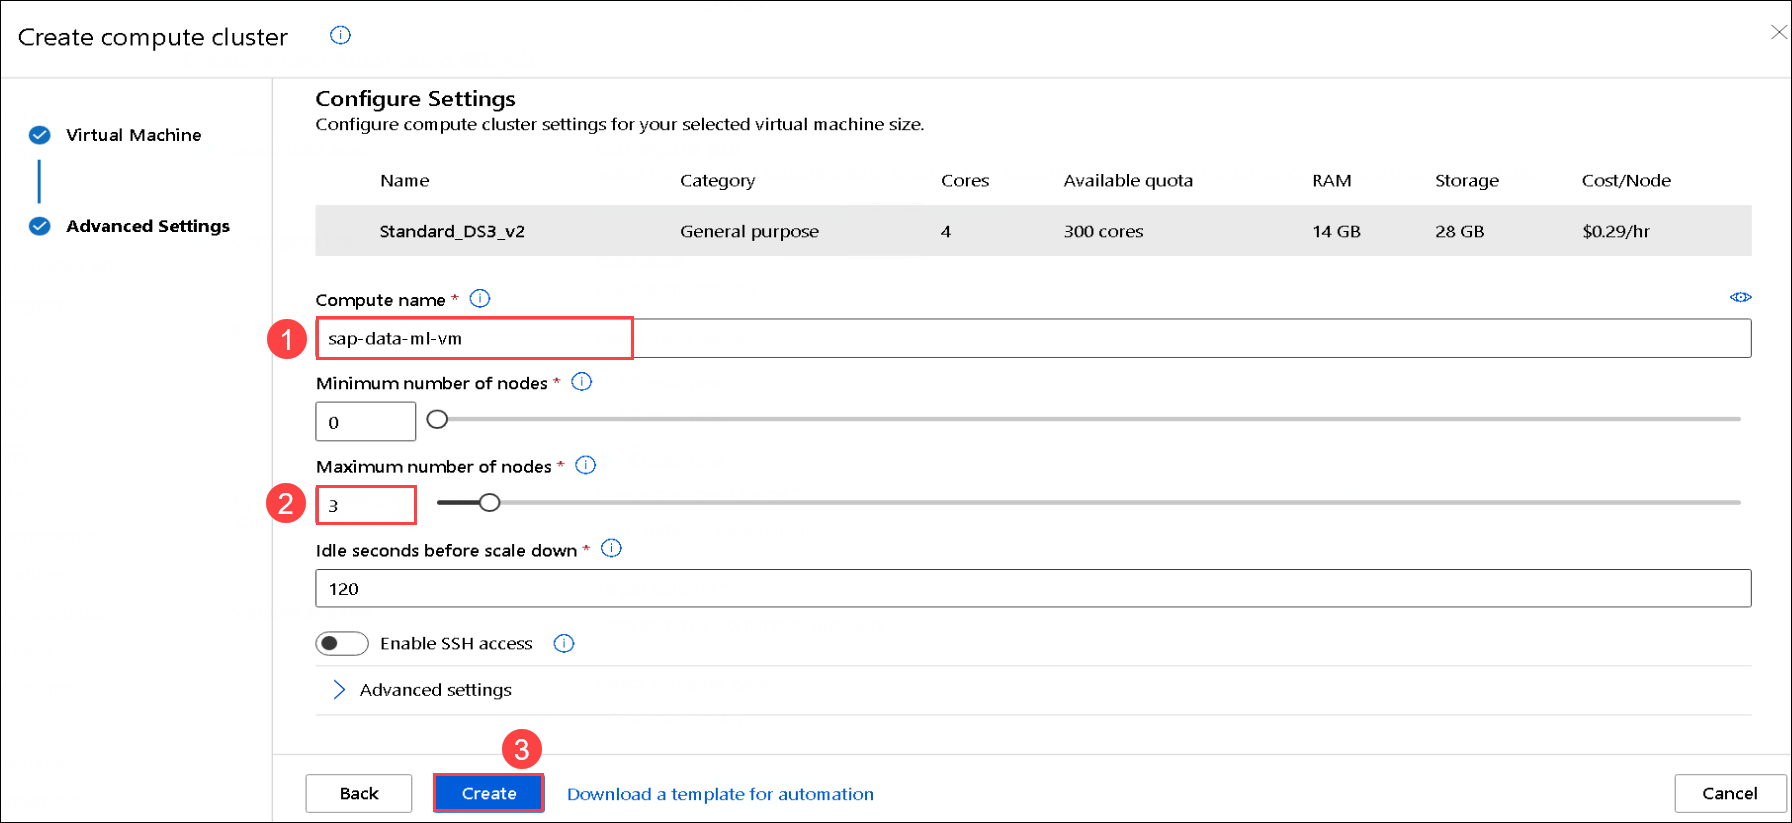 Create compute cluster
Virtual Machine
Advanced Settings
Configure Settings
Configure compute cluster settings for your selected virtual machine size.
Name Category Cores Available quota RAM Storage Cost/Node
Standard_DS3_v2 General purpose 4 300 cores 14 GB 28 GB $0.29/hr
Compute name *
1 sap-data-ml-vm
Minimum number of nodes *
0
Maximum number of nodes *
2 3
Idle seconds before scale down *
120
Enable SSH access
Advanced settings
3
Back Create Download a template for automation Cancel